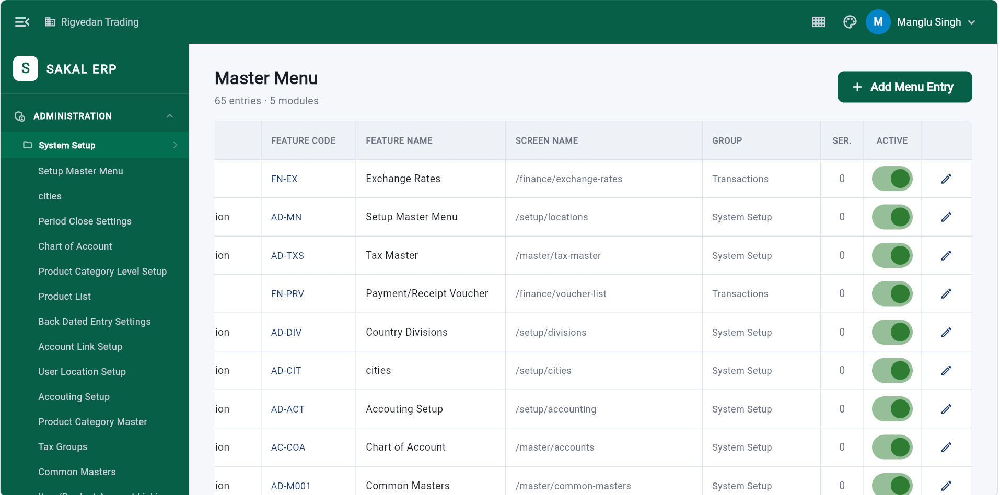 Rigvedan Trading
M
Manglu Singh
S
SAKAL ERP
ADMINISTRATION
System Setup
Setup Master Menu
cities
Period Close Settings
Chart of Account
Product Category Level Setup
Product List
Back Dated Entry Settings
Account Link Setup
User Location Setup
Accouting Setup
Product Category Master
Tax Groups
Common Masters
Master Menu
65 entries · 5 modules
+ Add Menu Entry
FEATURE CODE FEATURE NAME SCREEN NAME GROUP SER. ACTIVE
FN-EX Exchange Rates /finance/exchange-rates Transactions 0
ion AD-MN Setup Master Menu /setup/locations System Setup 0
ion AD-TXS Tax Master /master/tax-master System Setup 0
FN-PRV Payment/Receipt Voucher /finance/voucher-list Transactions 0
ion AD-DIV Country Divisions /setup/divisions System Setup 0
ion AD-CIT cities /setup/cities System Setup 0
ion AD-ACT Accouting Setup /setup/accounting System Setup 0
ion AC-COA Chart of Account /master/accounts System Setup 0
ion AD-M001 Common Masters /master/common-masters System Setup 0